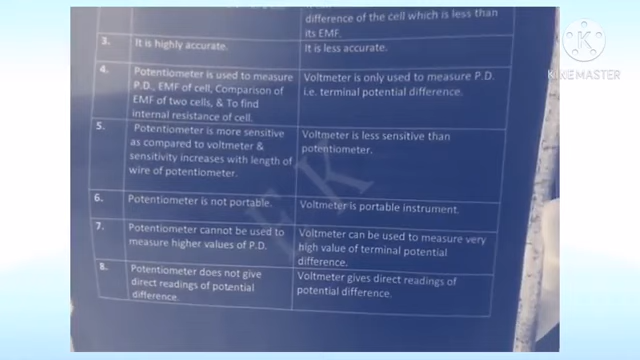 difference of the cell which is less than
its EMF.
3. It is highly accurate. It is less accurate.
4. Potentiometer is used to measure Voltmeter is only used to measure P.D.
P.D., EMF of cell, Comparison of i.e. terminal potential difference.
EMF of two cells, & To find
internal resistance of cell.
5. Potentiometer is more sensitive Voltmeter is less sensitive than
as compared to voltmeter & potentiometer.
sensitivity increases with length of
wire of potentiometer.
6. Potentiometer is not portable. Voltmeter is portable instrument.
7. Potentiometer cannot be used to Voltmeter can be used to measure very
measure higher values of P.D. high value of terminal potential
difference.
8. Potentiometer does not give Voltmeter gives direct readings of
direct readings of potential potential difference.
difference.
K
KINEMASTER